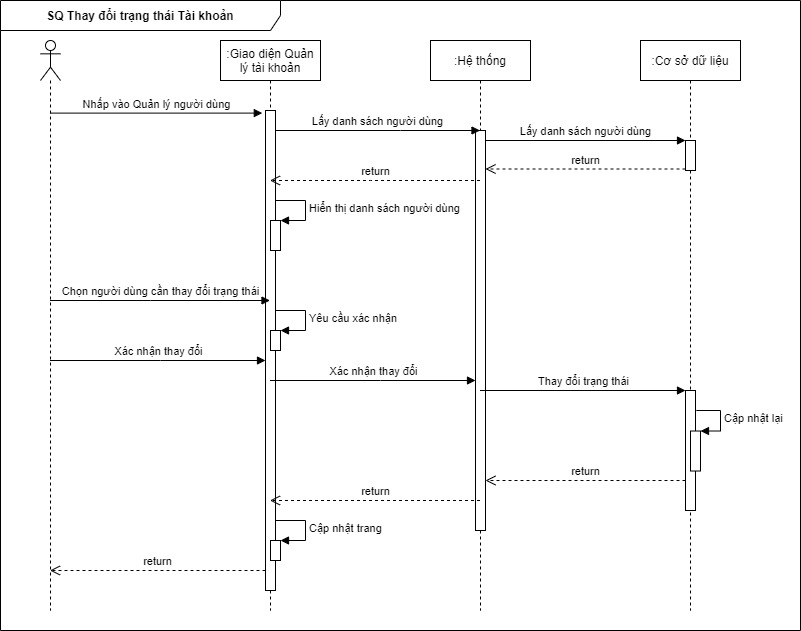 SQ Thay đổi trạng thái Tài khoản
:Giao diện Quản
lý tài khoản
:Hệ thống
:Cơ sở dữ liệu
Nhấp vào Quản lý người dùng
Lấy danh sách người dùng
Lấy danh sách người dùng
return
return
Hiển thị danh sách người dùng
Chọn người dùng cần thay đổi trạng thái
Yêu cầu xác nhận
Xác nhận thay đổi
Xác nhận thay đổi
Thay đổi trạng thái
Cập nhật lại
return
return
Cập nhật trang
return